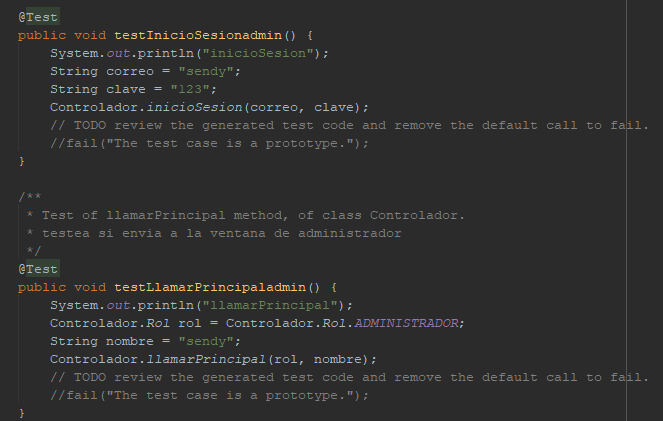 @Test
public void testInicioSesionadmin() {
System.out.println("inicioSesion");
String correo = "sendy";
String clave = "123";
Controlador.inicioSesion(correo, clave);
// TODO review the generated test code and remove the default call to fail.
//fail("The test case is a prototype.");
}
/**
* Test of llamarPrincipal method, of class Controlador.
* testea si envia a la ventana de administrador
*/
@Test
public void testLlamarPrincipaladmin() {
System.out.println("llamarPrincipal");
Controlador.Rol rol = Controlador.Rol.ADMINISTRADOR;
String nombre = "sendy";
Controlador.llamarPrincipal(rol, nombre);
// TODO review the generated test code and remove the default call to fail.
//fail("The test case is a prototype.");
}